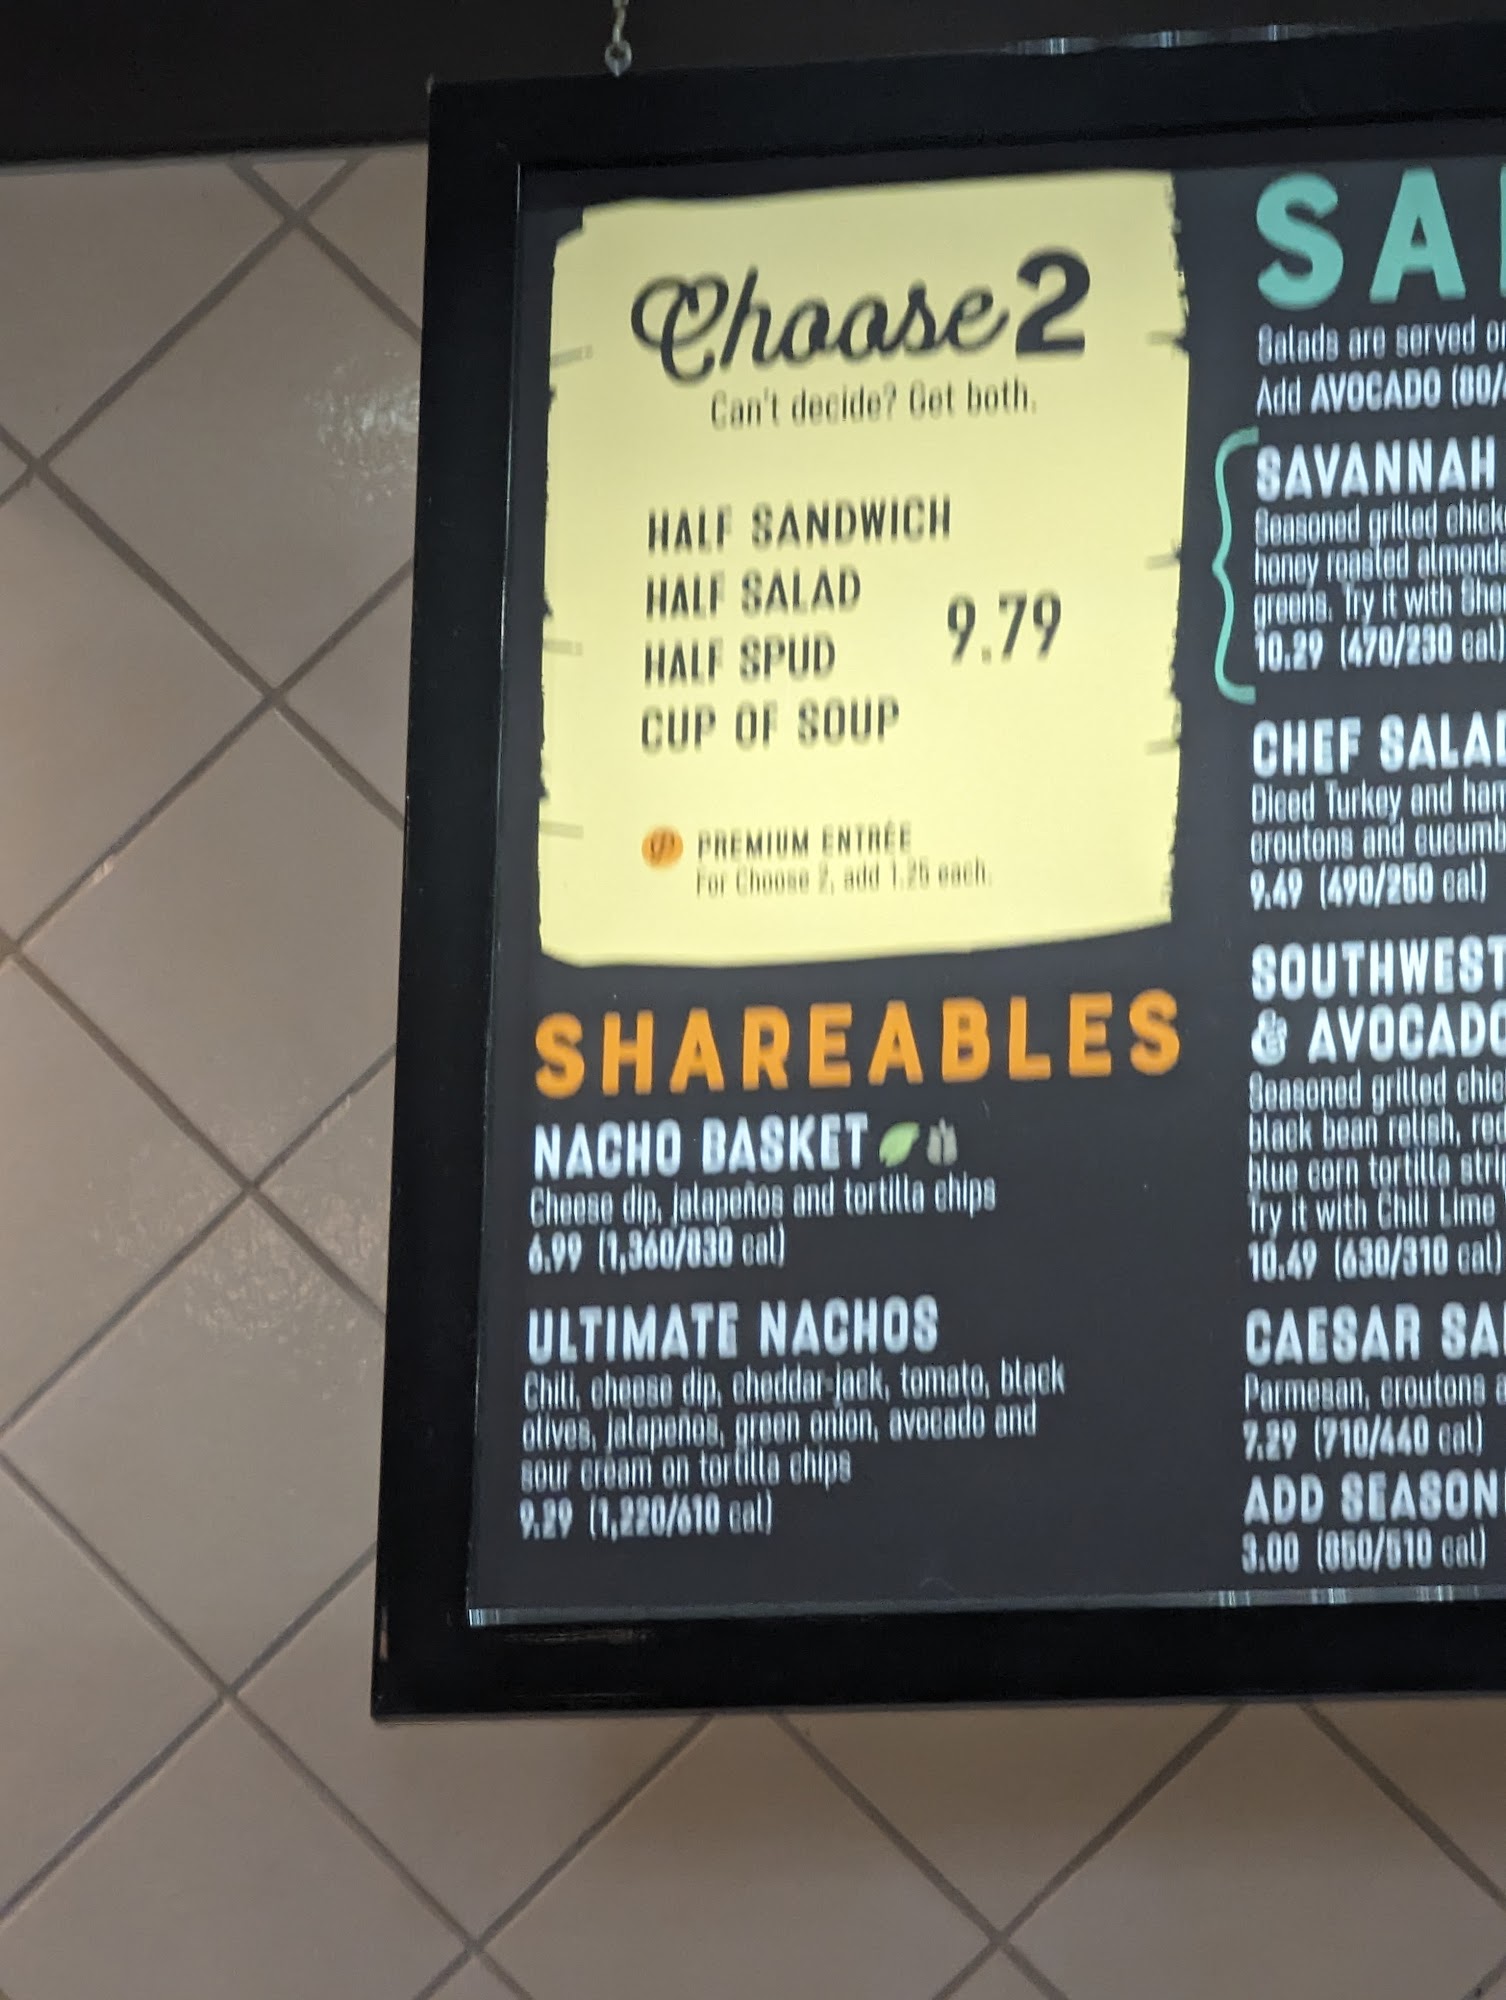 Choose 2
Can't decide? Get both.
HALF SANDWICH
HALF SALAD
HALF SPUD
CUP OF SOUP
9.79
PREMIUM ENTRÉE
For Choose 2, add 1.25 each.
SHAREABLES
NACHO BASKET
Cheese dip, jalapeños and tortilla chips
6.99 (1,360/830 cal)
ULTIMATE NACHOS
Chili, cheese dip, cheddar-jack, tomato, black
olives, jalapeños, green onion, avocado and
sour cream on tortilla chips
9.29 (1,220/610 cal)
Salads are served
Add AVOCADO (80/
SAVANNAH
Seasoned grilled
honey roasted
greens. Try it with
10.29 (470/230 cal)
CHEF
Diced Turkey and
croutons and
9.49 (490/250 cal)
SOUTHWEST
& AVOCADO
Seasoned grilled
black bean relish,
blue corn tortilla
Try it with Chili Lime
10.49 (630/310 cal)
CAESAR
Parmesan, croutons
7.29 (710/440 cal)
ADD
3.00 (850/510 cal)